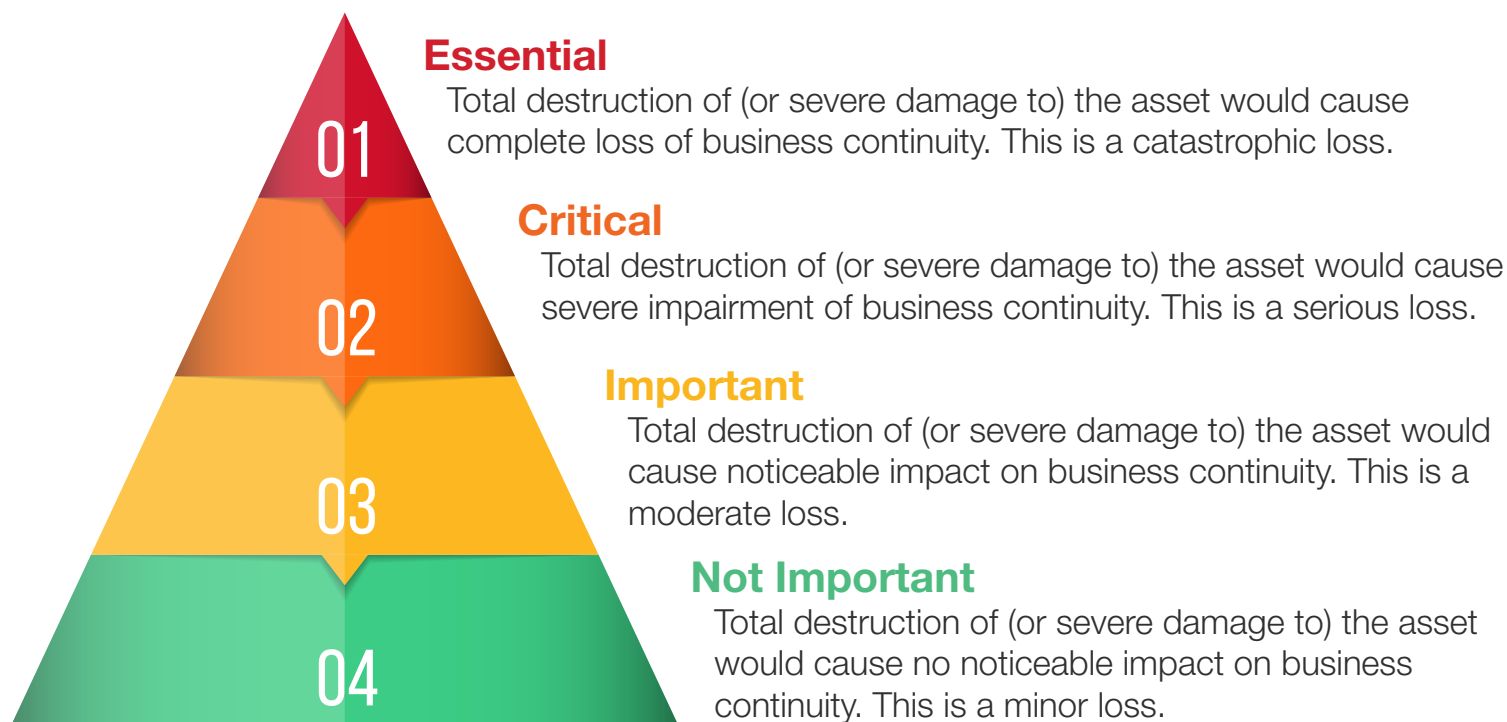 01
Essential
Total destruction of (or severe damage to) the asset would cause
complete loss of business continuity. This is a catastrophic loss.
02
Critical
Total destruction of (or severe damage to) the asset would cause
severe impairment of business continuity. This is a serious loss.
03
Important
Total destruction of (or severe damage to) the asset would
cause noticeable impact on business continuity. This is a
moderate loss.
04
Not Important
Total destruction of (or severe damage to) the asset
would cause no noticeable impact on business
continuity. This is a minor loss.